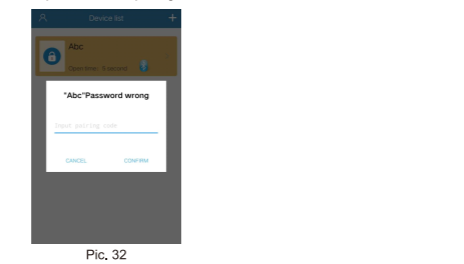 Device list +
Abc
Open time: 5 second
"Abc"Password wrong
Input pairing code
CANCEL CONFIRM
Pic. 32